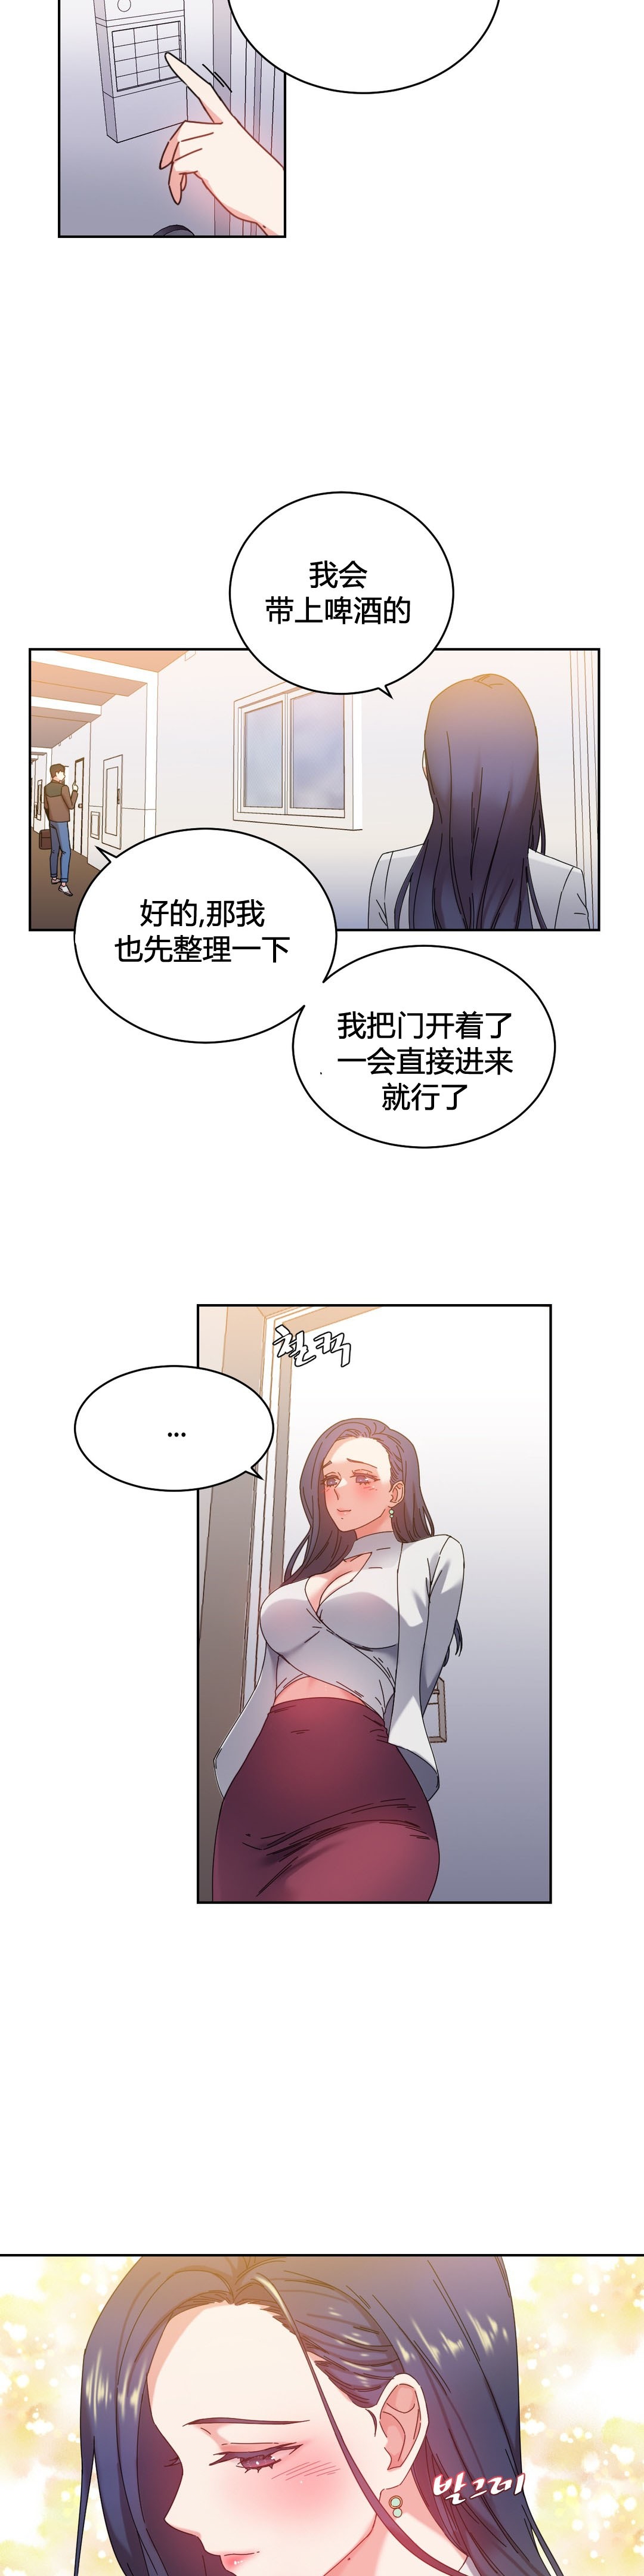 我会
带上啤酒的
好的,那我
也先整理一下
我把门开着了
一会直接进来
就行了
철컥
...
발그레